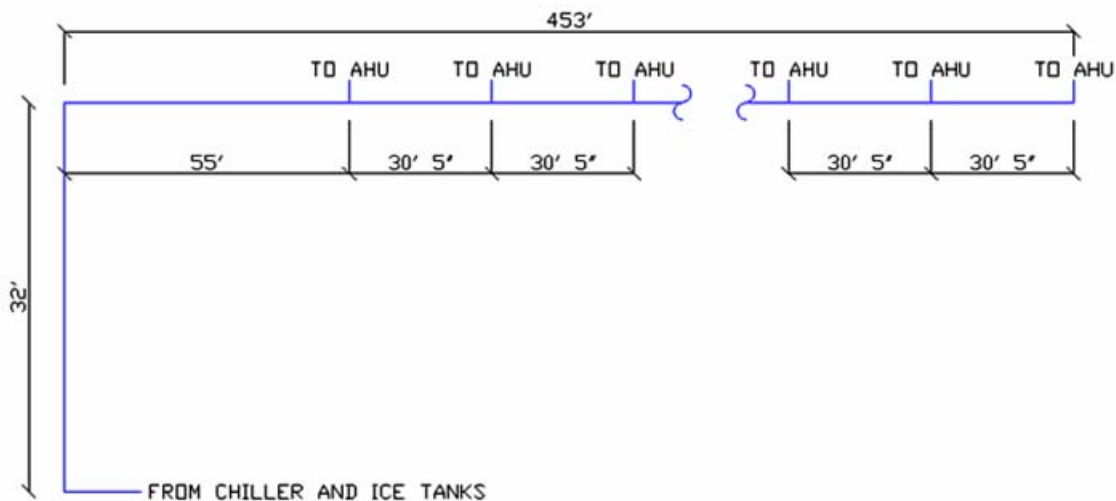 453'
TO AHU TO AHU TO AHU TO AHU TO AHU TO AHU
55' 30' 5" 30' 5" 30' 5" 30' 5"
32'
FROM CHILLER AND ICE TANKS